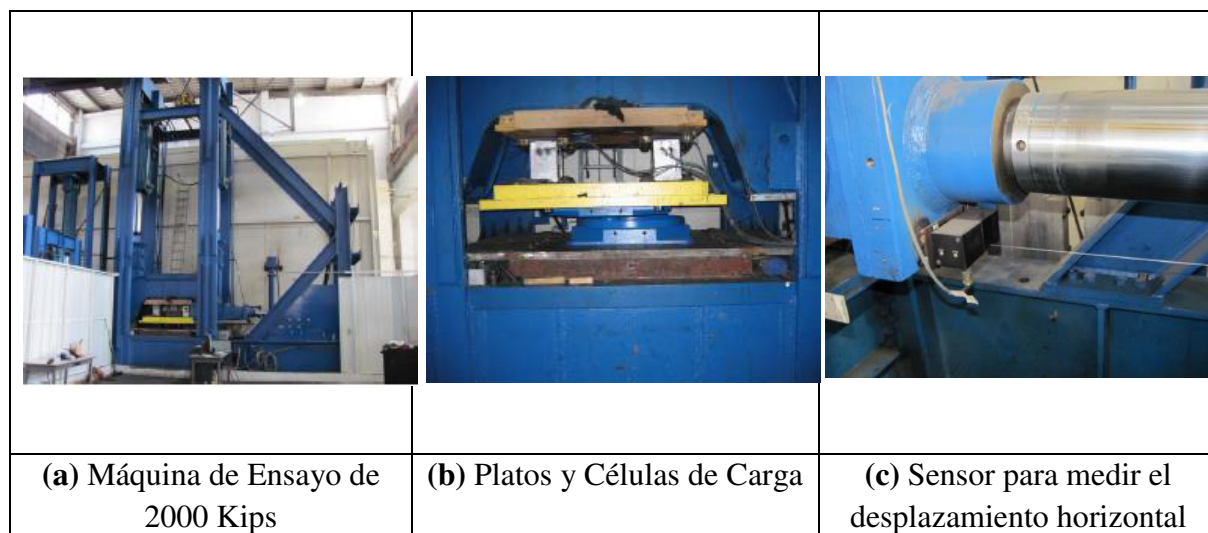 (a) Máquina de Ensayo de
2000 Kips
(b) Platos y Células de Carga
(c) Sensor para medir el
desplazamiento horizontal